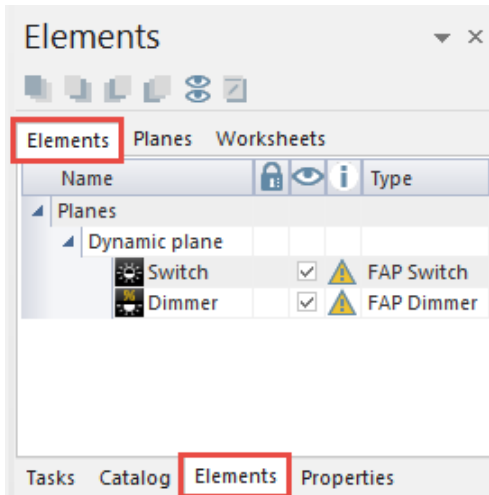 Elements
Elements Planes Worksheets
Name i Type
Planes
Dynamic plane
Switch FAP Switch
% Dimmer FAP Dimmer
Tasks Catalog Elements Properties